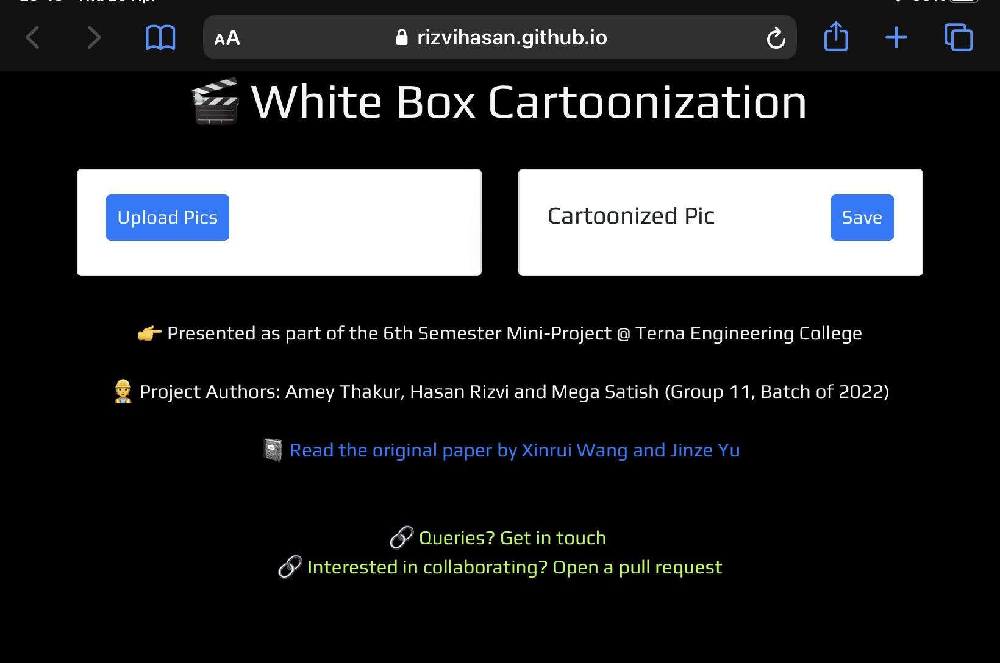 AA
rizvihasan.github.io
White Box Cartoonization
Upload Pics
Cartoonized Pic
Save
Presented as part of the 6th Semester Mini-Project @ Terna Engineering College
Project Authors: Amey Thakur, Hasan Rizvi and Mega Satish (Group 11, Batch of 2022)
Read the original paper by Xinrui Wang and Jinze Yu
Queries? Get in touch
Interested in collaborating? Open a pull request